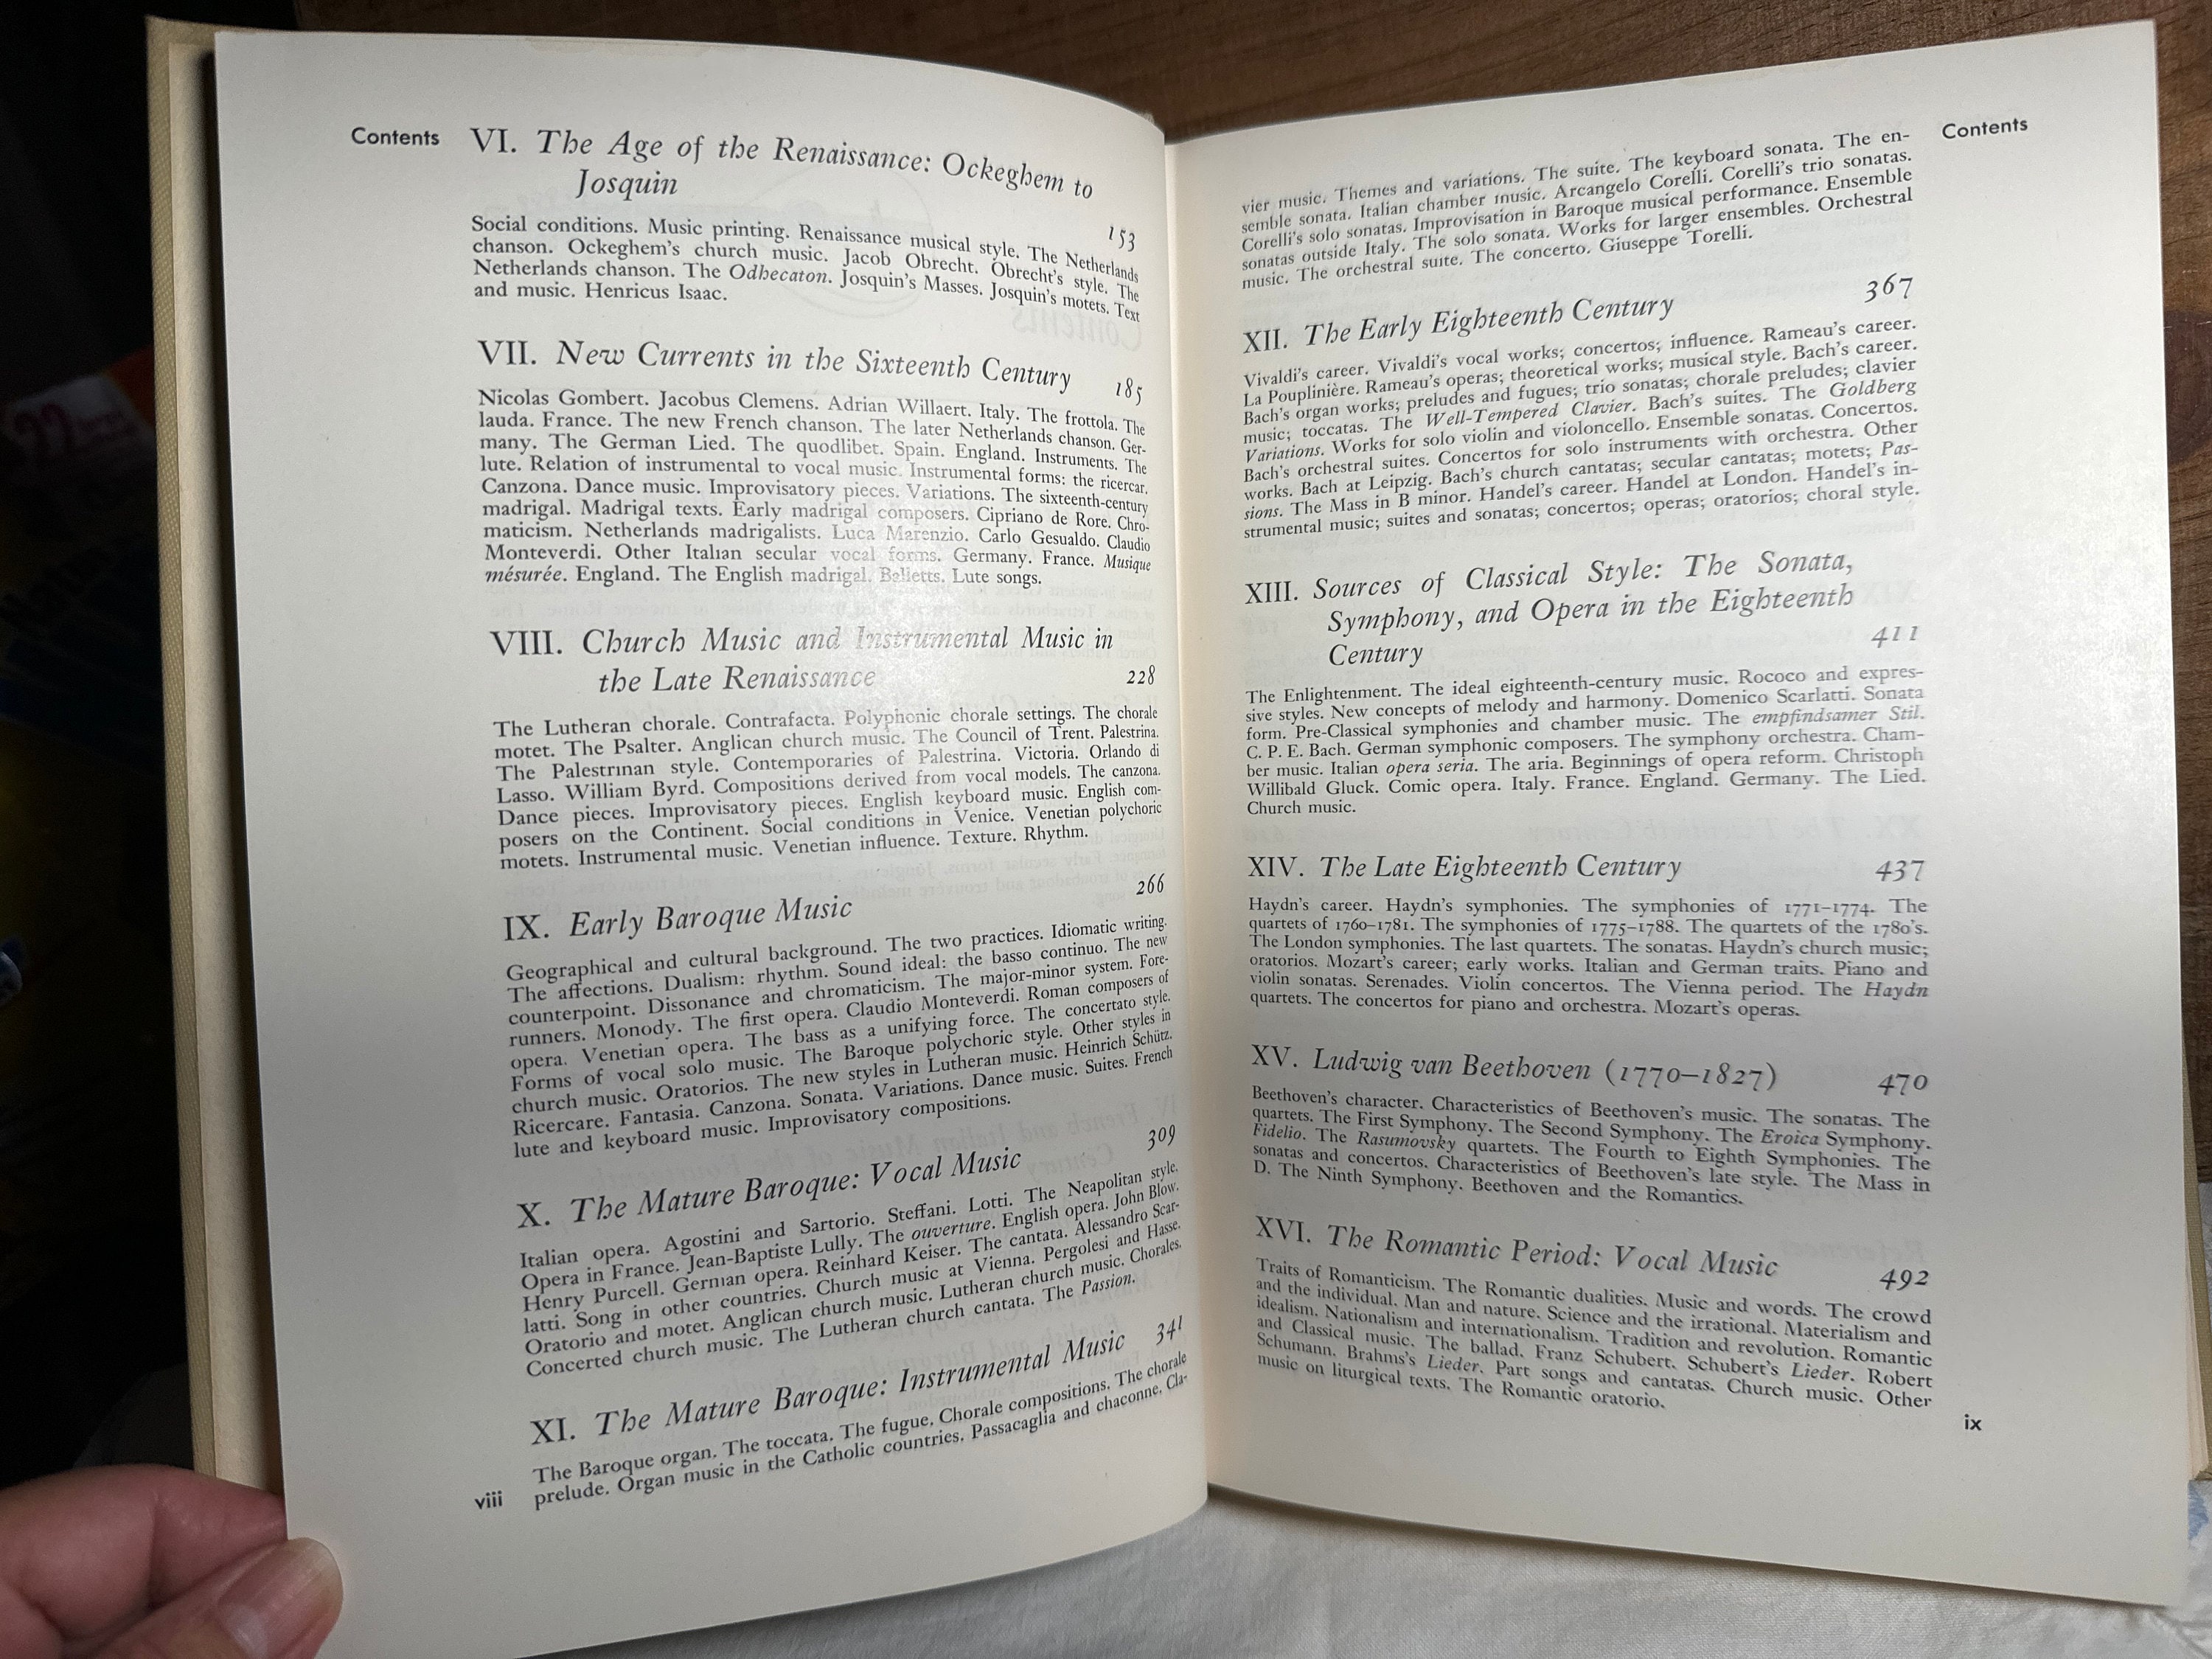 Contents
VI. The Age of the Renaissance: Ockeghem to
Josquin
153
Social conditions. Music printing. Renaissance musical style. The Netherlands
chanson. Ockeghem's church music. Jacob Obrecht. Obrecht's style. The
Netherlands chanson. The Odhecaton. Josquin's Masses. Josquin's motets. Text
and music. Henricus Isaac.
VII. New Currents in the Sixteenth Century 185
Nicolas Gombert. Jacobus Clemens. Adrian Willaert. Italy. The frottola. The
lauda. France. The new French chanson. The later Netherlands chanson. Ger-
many. The German Lied. The quodlibet. Spain. England. Instruments. The
lute. Relation of instrumental to vocal music. Instrumental forms: the ricercar.
Canzona. Dance music. Improvisatory pieces. Variations. The sixteenth-century
madrigal. Madrigal texts. Early madrigal composers. Cipriano de Rore. Chro-
maticism. Netherlands madrigalists. Luca Marenzio. Carlo Gesualdo. Claudio
Monteverdi. Other Italian secular vocal forms. Germany. France. Musique
mésurée. England. The English madrigal. Balletts. Lute songs.
VIII. Church Music and Instrumental Music in
the Late Renaissance 228
The Lutheran chorale. Contrafacta. Polyphonic chorale settings. The chorale
motet. The Psalter. Anglican church music. The Council of Trent. Palestrina.
The Palestrinan style. Contemporaries of Palestrina. Victoria. Orlando di
Lasso. William Byrd. Compositions derived from vocal models. The canzona.
Dance pieces. Improvisatory pieces. English keyboard music. English com-
posers on the Continent. Social conditions in Venice. Venetian polychoric
motets. Instrumental music. Venetian influence. Texture. Rhythm.
IX. Early Baroque Music 266
Geographical and cultural background. The two practices. Idiomatic writing.
The affections. Dualism: rhythm. Sound ideal: the basso continuo. The new
counterpoint. Dissonance and chromaticism. The major-minor system. Fore-
runners. Monody. The first opera. Claudio Monteverdi. Roman composers of
opera. Venetian opera. The bass as a unifying force. The concertato style.
Forms of vocal solo music. The Baroque polychoric style. Other styles in
church music. Oratorios. The new styles in Lutheran music. Heinrich Schütz.
Ricercare. Fantasia. Canzona. Sonata. Variations. Dance music. Suites. French
lute and keyboard music. Improvisatory compositions.
X. The Mature Baroque: Vocal Music 309
Italian opera. Agostini and Sartorio. Steffani. Lotti. The Neapolitan style.
Opera in France. Jean-Baptiste Lully. The ouverture. English opera. John Blow.
Henry Purcell. German opera. Reinhard Keiser. The cantata. Alessandro Scar-
latti. Song in other countries. Church music at Vienna. Pergolesi and Hasse.
Oratorio and motet. Anglican church music. Lutheran church music. Chorales.
Concerted church music. The Lutheran church cantata. The Passion.
XI. The Mature Baroque: Instrumental Music 341
The Baroque organ. The toccata. The fugue. Chorale compositions. The chorale
prelude. Organ music in the Catholic countries. Passacaglia and chaconne. Cla-
viii
Contents
vier music. Themes and variations. The suite. The keyboard sonata. The en-
semble sonata. Italian chamber music. Arcangelo Corelli. Corelli's trio sonatas.
Corelli's solo sonatas. Improvisation in Baroque musical performance. Ensemble
sonatas outside Italy. The solo sonata. Works for larger ensembles. Orchestral
music. The orchestral suite. The concerto. Giuseppe Torelli.
XII. The Early Eighteenth Century 367
Vivaldi's career. Vivaldi's vocal works; concertos; influence. Rameau's career.
La Pouplinière. Rameau's operas; theoretical works; musical style. Bach's career.
Bach's organ works; preludes and fugues; trio sonatas; chorale preludes; clavier
music; toccatas. The Well-Tempered Clavier. Bach's suites. The Goldberg
Variations. Works for solo violin and violoncello. Ensemble sonatas. Concertos.
Bach's orchestral suites. Concertos for solo instruments with orchestra. Other
works. Bach at Leipzig. Bach's church cantatas; secular cantatas; motets; Pas-
sions. The Mass in B minor. Handel's career. Handel at London. Handel's in-
strumental music; suites and sonatas; concertos; operas; oratorios; choral style.
XIII. Sources of Classical Style: The Sonata,
Symphony, and Opera in the Eighteenth
Century 411
The Enlightenment. The ideal eighteenth-century music. Rococo and expres-
sive styles. New concepts of melody and harmony. Domenico Scarlatti. Sonata
form. Pre-Classical symphonies and chamber music. The empfindsamer Stil.
C. P. E. Bach. German symphonic composers. The symphony orchestra. Cham-
ber music. Italian opera seria. The aria. Beginnings of opera reform. Christoph
Willibald Gluck. Comic opera. Italy. France. England. Germany. The Lied.
Church music.
XIV. The Late Eighteenth Century 437
Haydn's career. Haydn's symphonies. The symphonies of 1771–1774. The
quartets of 1760–1781. The symphonies of 1775–1788. The quartets of the 1780's.
The London symphonies. The last quartets. The sonatas. Haydn's church music;
oratorios. Mozart's career; early works. Italian and German traits. Piano and
violin sonatas. Serenades. Violin concertos. The Vienna period. The Haydn
quartets. The concertos for piano and orchestra. Mozart's operas.
XV. Ludwig van Beethoven (1770–1827) 470
Beethoven's character. Characteristics of Beethoven's music. The sonatas. The
quartets. The First Symphony. The Second Symphony. The Eroica Symphony.
Fidelio. The Rasumovsky quartets. The Fourth to Eighth Symphonies. The
sonatas and concertos. Characteristics of Beethoven's late style. The Mass in
D. The Ninth Symphony. Beethoven and the Romantics.
XVI. The Romantic Period: Vocal Music 492
Traits of Romanticism. The Romantic dualities. Music and words. The crowd
and the individual. Man and nature. Science and the irrational. Materialism and
idealism. Nationalism and internationalism. Tradition and revolution. Romantic
and Classical music. The ballad. Franz Schubert. Schubert's Lieder. Robert
Schumann. Brahms's Lieder. Part songs and cantatas. Church music. Other
music on liturgical texts. The Romantic oratorio.
ix